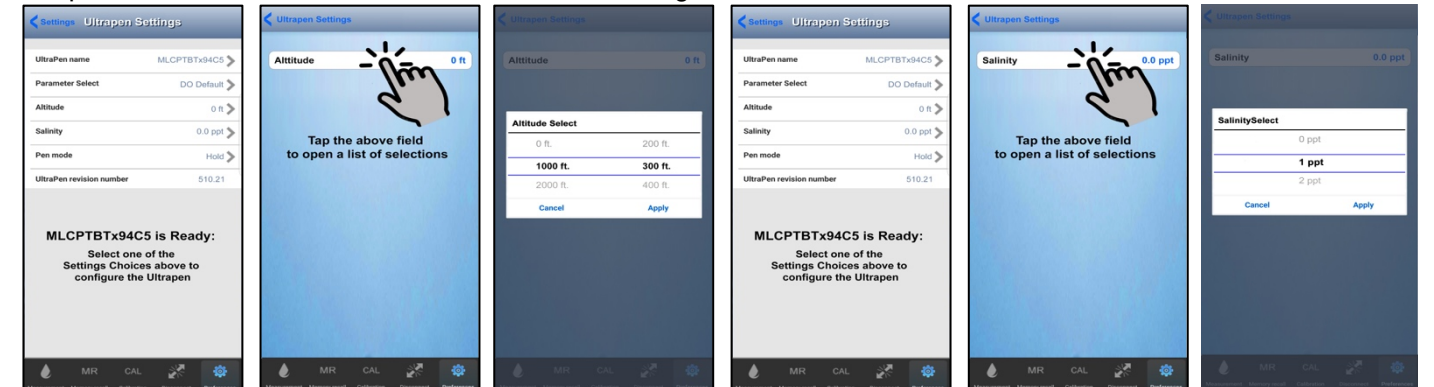 Settings Ultrapen Settings
UltraPen name MLCPTBTx94C5
Parameter Select DO Default
Altitude 0 ft
Salinity 0.0 ppt
Pen mode Hold
UltraPen revision number 510.21
MLCPTBTx94C5 is Ready:
Select one of the
Settings Choices above to
configure the Ultrapen
MR CAL
Ultrapen Settings
Alttitude 0 ft
Tap the above field
to open a list of selections
MR CAL
Ultrapen Settings
Alttitude 0 ft
Altitude Select
0 ft. 200 ft.
1000 ft. 300 ft.
2000 ft. 400 ft.
Cancel Apply
MR CAL
Settings Ultrapen Settings
UltraPen name MLCPTBTx94C5
Parameter Select DO Default
Altitude 0 ft
Salinity 0.0 ppt
Pen mode Hold
UltraPen revision number 510.21
MLCPTBTx94C5 is Ready:
Select one of the
Settings Choices above to
configure the Ultrapen
MR CAL
Ultrapen Settings
Salinity 0.0 ppt
Tap the above field
to open a list of selections
MR CAL
Ultrapen Settings
Salinity 0.0 ppt
SalinitySelect
0 ppt
1 ppt
2 ppt
Cancel Apply
MR CAL